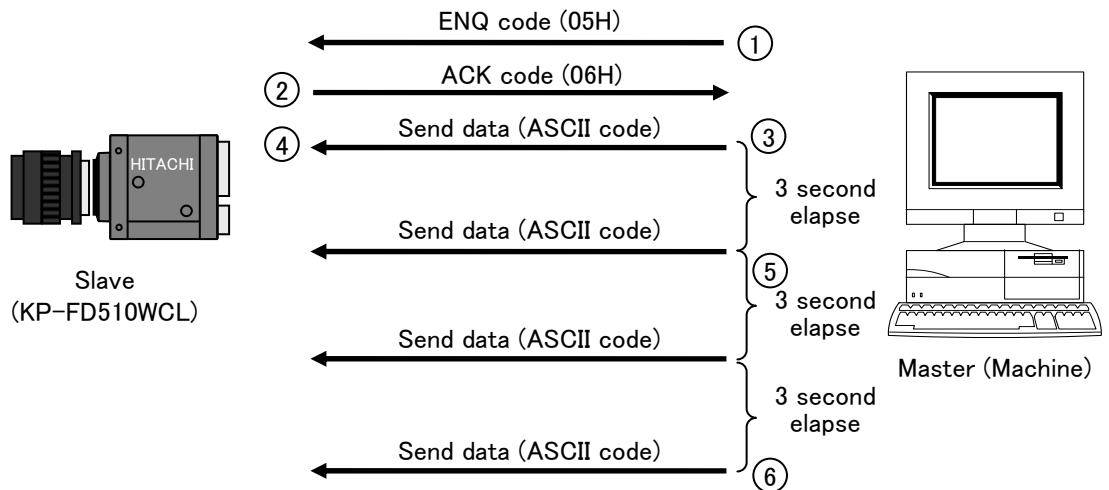 ENQ code (05H)
①
② ACK code (06H)
Send data (ASCII code)
③
④
HITACHI
3 second
elapse
Send data (ASCII code)
Slave
(KP-FD510WCL)
⑤
3 second
elapse
Send data (ASCII code)
Master (Machine)
3 second
elapse
Send data (ASCII code)
⑥